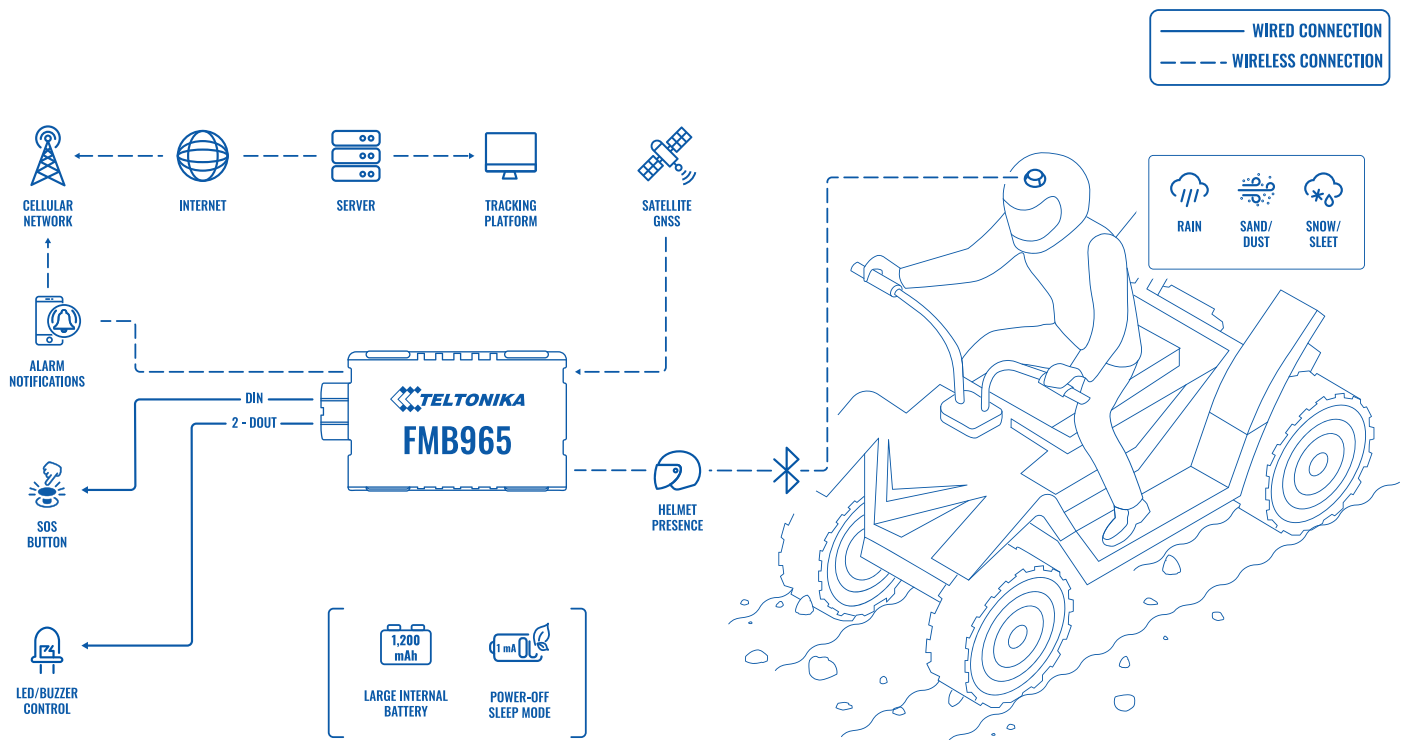 WIRED CONNECTION
WIRELESS CONNECTION
CELLULAR
NETWORK
INTERNET
SERVER
TRACKING
PLATFORM
SATELLITE
GNSS
RAIN
SAND/
DUST
SNOW/
SLEET
ALARM
NOTIFICATIONS
DIN
2 - DOUT
TELTONIKA
FMB965
SOS
BUTTON
HELMET
PRESENCE
LED/BUZZER
CONTROL
1,200
mAh
LARGE INTERNAL
BATTERY
1 mA
POWER-OFF
SLEEP MODE